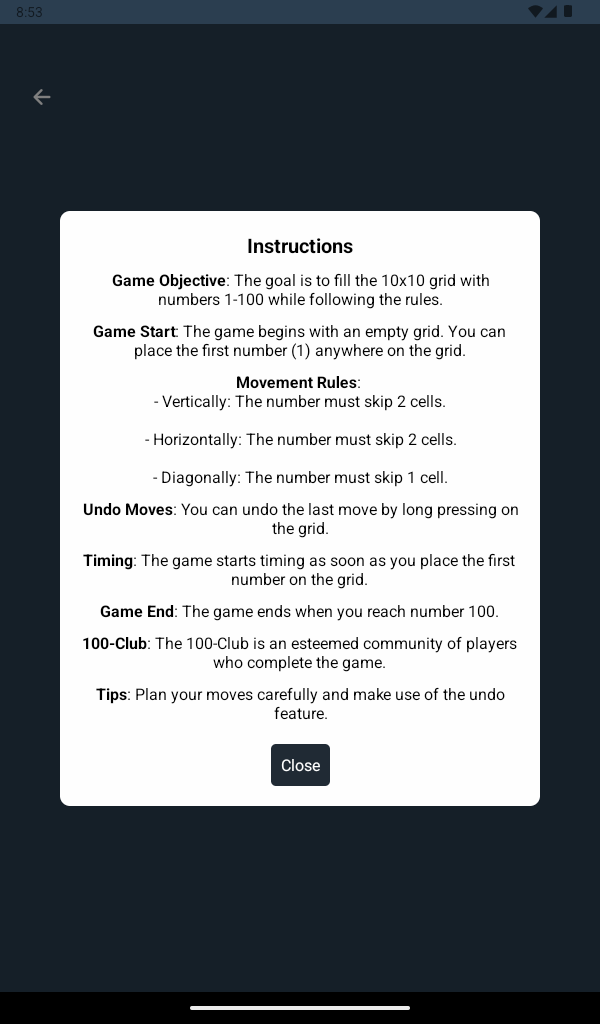 8:53
Instructions
Game Objective: The goal is to fill the 10x10 grid with
numbers 1-100 while following the rules.
Game Start: The game begins with an empty grid. You can
place the first number (1) anywhere on the grid.
Movement Rules:
- Vertically: The number must skip 2 cells.
- Horizontally: The number must skip 2 cells.
- Diagonally: The number must skip 1 cell.
Undo Moves: You can undo the last move by long pressing on
the grid.
Timing: The game starts timing as soon as you place the first
number on the grid.
Game End: The game ends when you reach number 100.
100-Club: The 100-Club is an esteemed community of players
who complete the game.
Tips: Plan your moves carefully and make use of the undo
feature.
Close